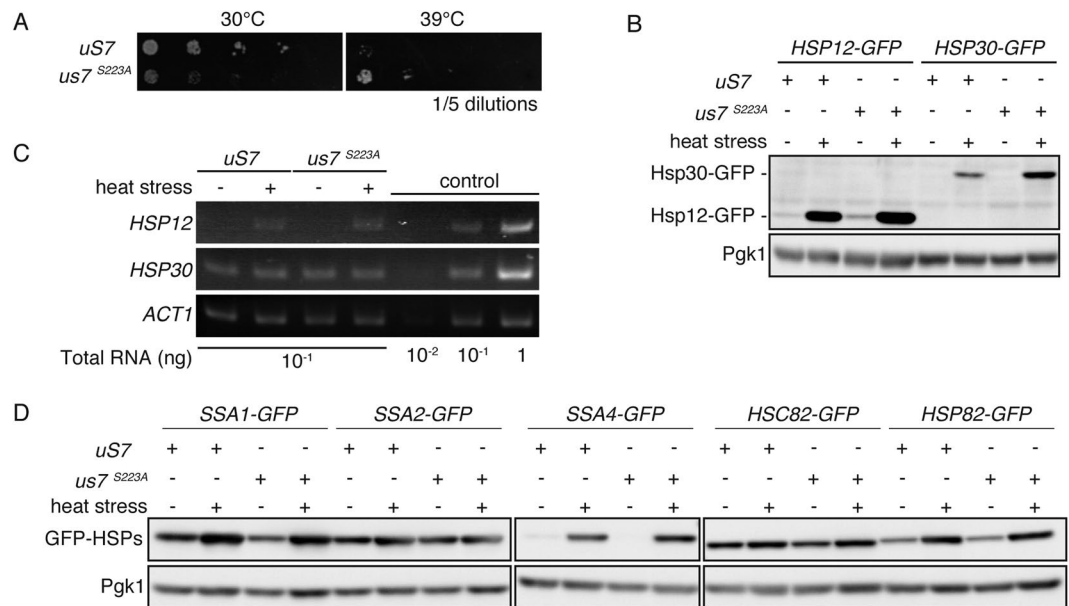 A
30°C 39°C
uS7
us7 S223A
1/5 dilutions
B
HSP12-GFP HSP30-GFP
uS7 + + - - + + - -
us7 S223A - - + + - - + +
heat stress - + - + - + - +
Hsp30-GFP -
Hsp12-GFP -
Pgk1
C
uS7 us7 S223A
control
heat stress - + - +
HSP12
HSP30
ACT1
Total RNA (ng) 10-1 10-2 10-1 1
D
SSA1-GFP SSA2-GFP SSA4-GFP HSC82-GFP HSP82-GFP
uS7 + + - - + + - - + + - - + + - - + + - -
us7 S223A - - + + - - + + - - + + - - + + - - + +
heat stress - + - + - + - + - + - + - + - + - + - +
GFP-HSPs
Pgk1